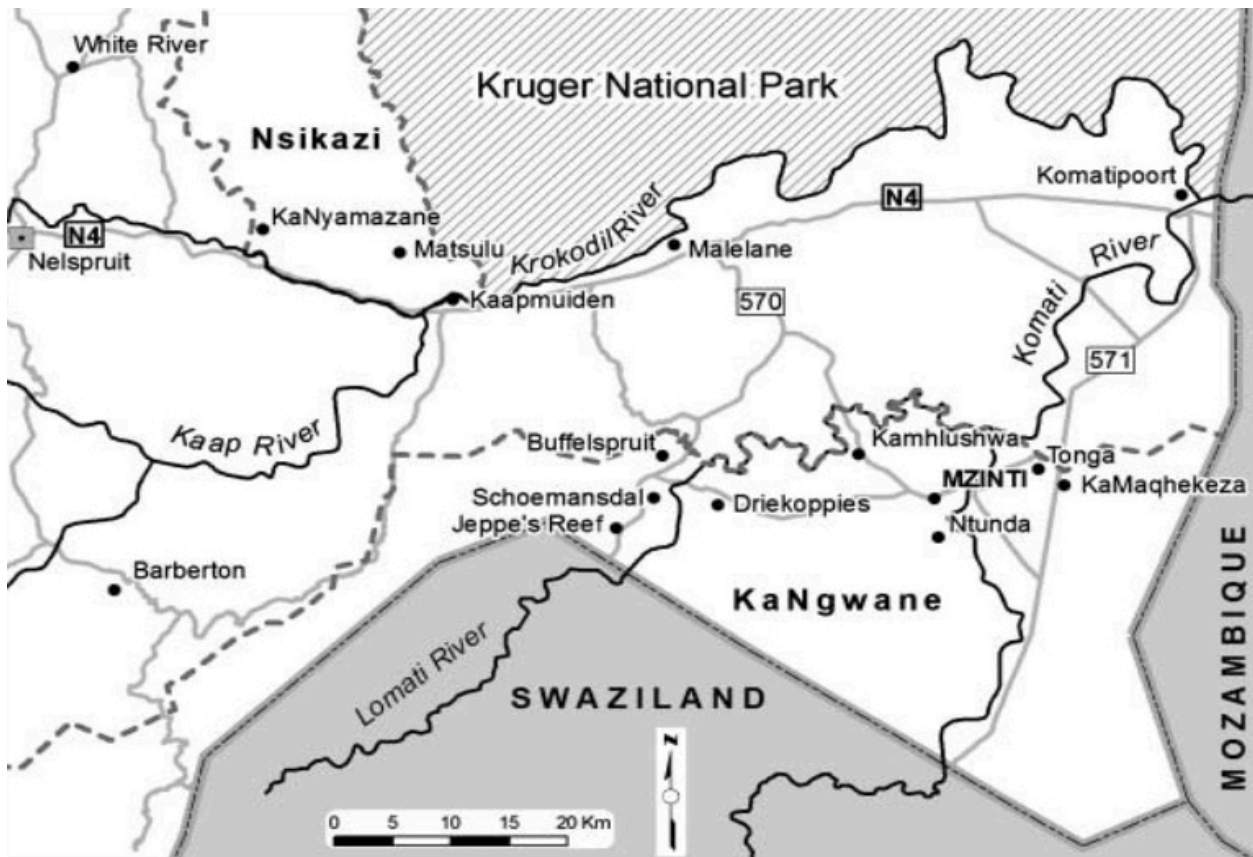 White River
Kruger National Park
Nsikazi
Komatipoort
N4
KaNyamazane
N4
Matsulu
Krokodil River
Malelane
River
Nelspruit
Kaapmuiden
570
Komati
571
Kaap River
Buffelspruit
Kamhlushwa
Tonga
MZINTI
KaMaqhekeza
Schoemansdal
Driekoppies
Jeppe's Reef
Ntunda
Barberton
KaNgwane
MOZAMBIQUE
Lomati River
SWAZILAND
N
0 5 10 15 20 Km